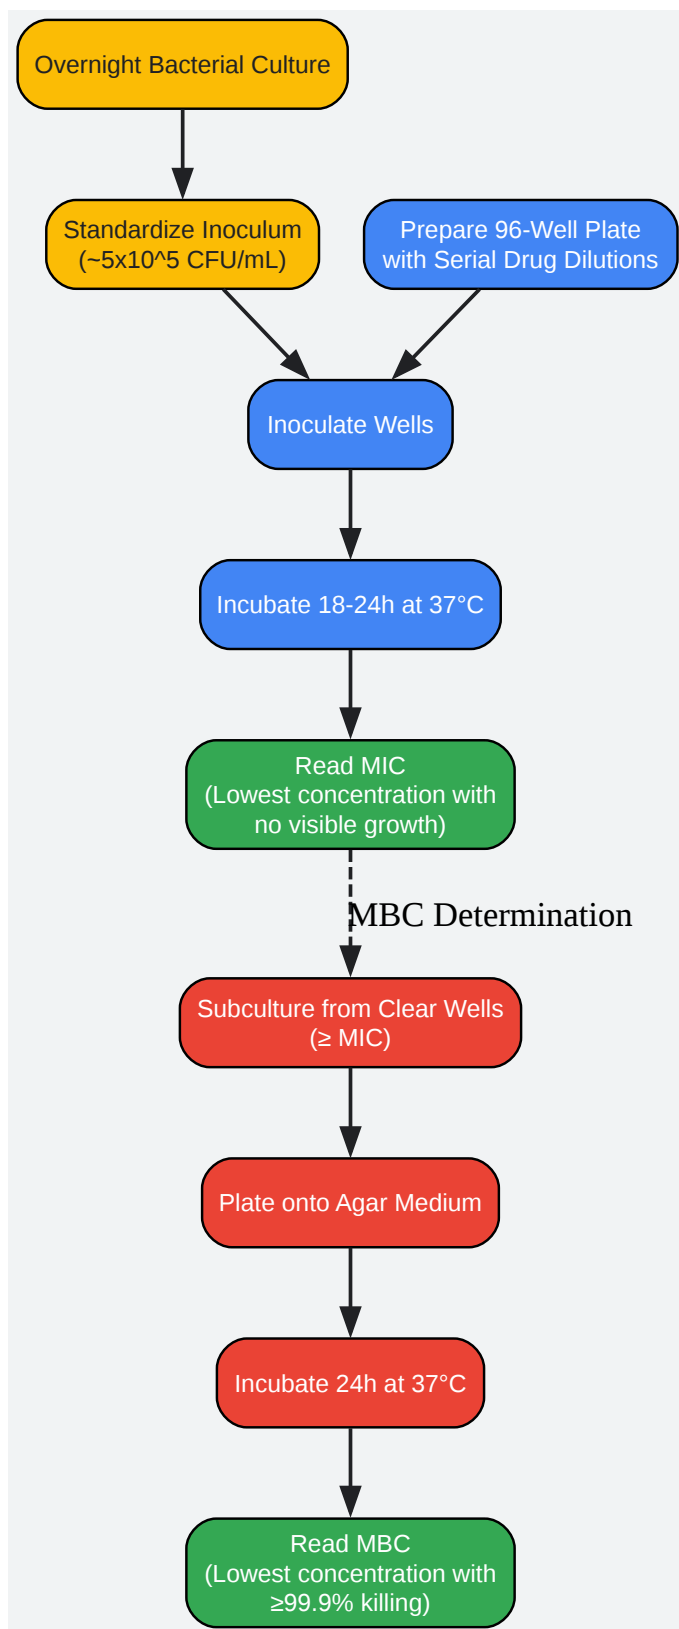 Overnight Bacterial Culture
Standardize Inoculum
(~5x10^5 CFU/mL)
Prepare 96-Well Plate
with Serial Drug Dilutions
Inoculate Wells
Incubate 18-24h at 37°C
Read MIC
(Lowest concentration with
no visible growth)
MBC Determination
Subculture from Clear Wells
(≥ MIC)
Plate onto Agar Medium
Incubate 24h at 37°C
Read MBC
(Lowest concentration with
≥99.9% killing)